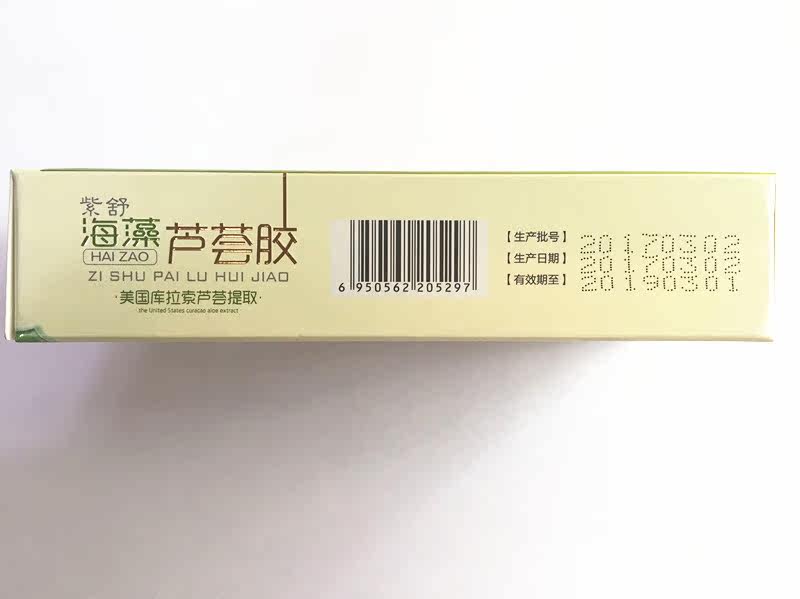 紫舒
海藻芦荟胶
HAI ZAO
ZI SHU PAI LU HUI JIAO
·美国库拉索芦荟提取·
the United States curacao aloe extract
6 950562 205297
【生产批号】 20170302
【生产日期】 20170302
【有效期至】 20190301